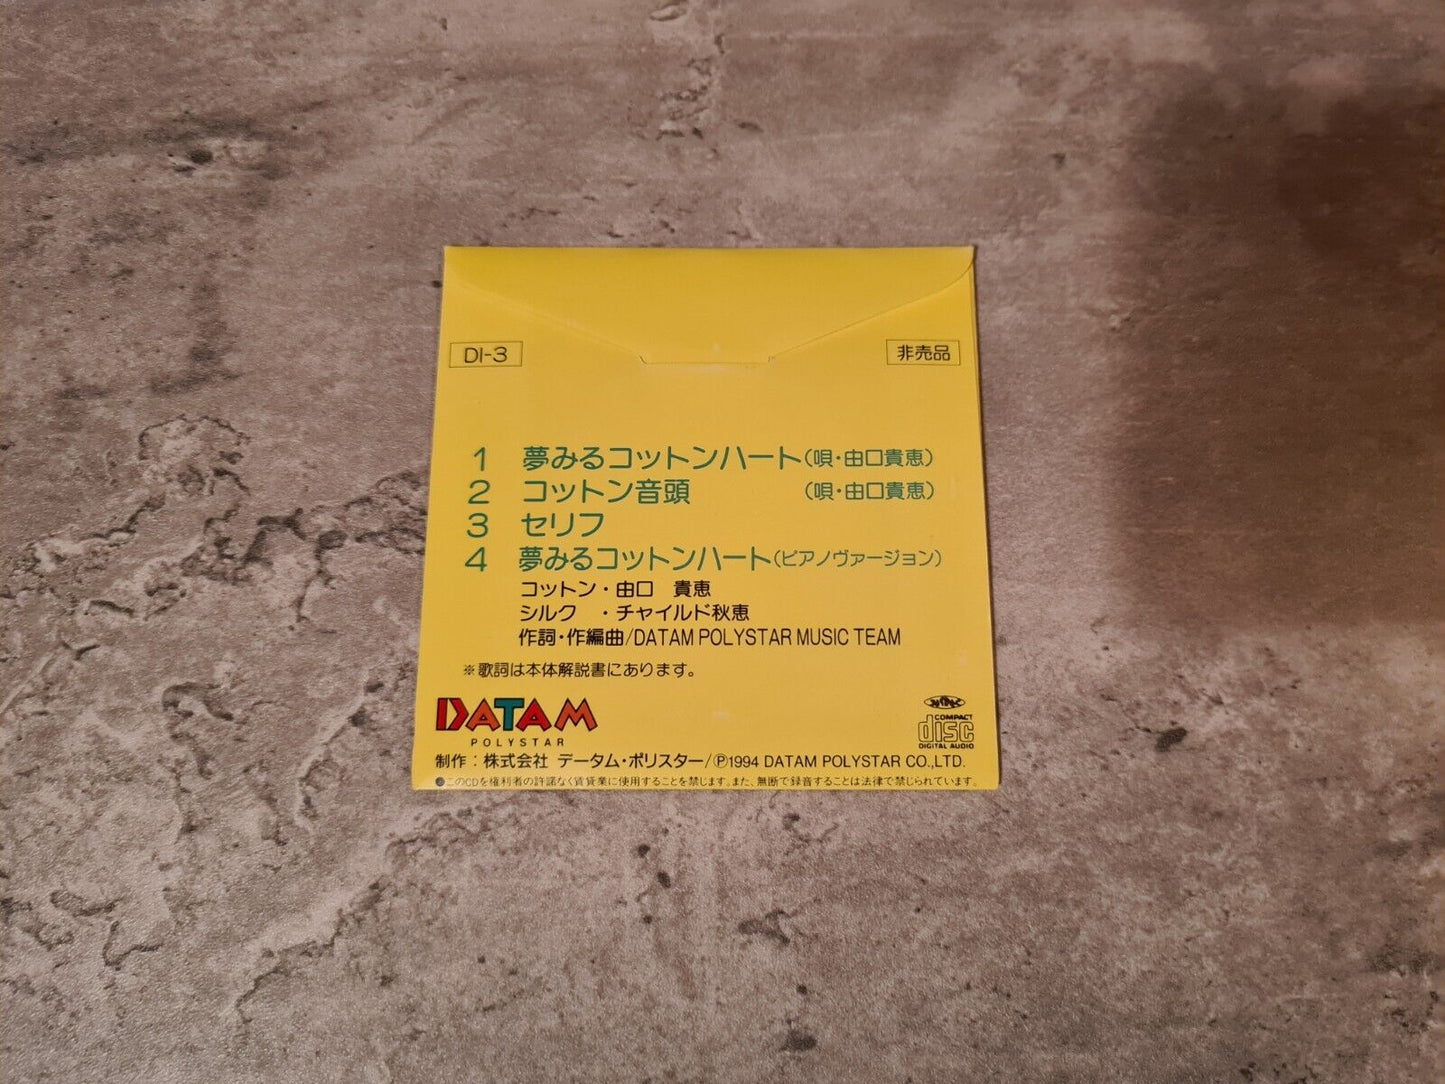 DI-3
非売品
1 夢みるコットンハート(唄・由口貴恵)
2 コットン音頭 (唄・由口貴恵)
3 セリフ
4 夢みるコットンハート(ピアノヴァージョン)
コットン・由口 貴恵
シルク ・チャイルド秋恵
作詞・作編曲/DATAM POLYSTAR MUSIC TEAM
※歌詞は本体解説書にあります。
DATAM
POLYSTAR
COMPACT
disc
DIGITAL AUDIO
制作：株式会社 データム・ポリスター/Ⓟ1994 DATAM POLYSTAR CO.,LTD.
●このCDを権利者の許諾なく賃貸業に使用することを禁じます。また、無断で録音することは法律で禁じられています。